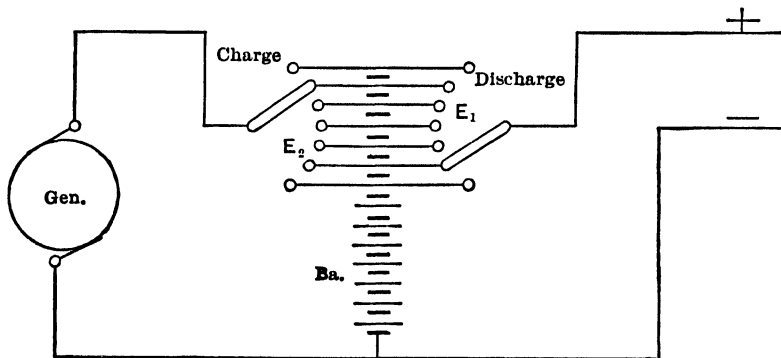 +
Charge
Discharge
E1
−
E2
Gen.
Ba.